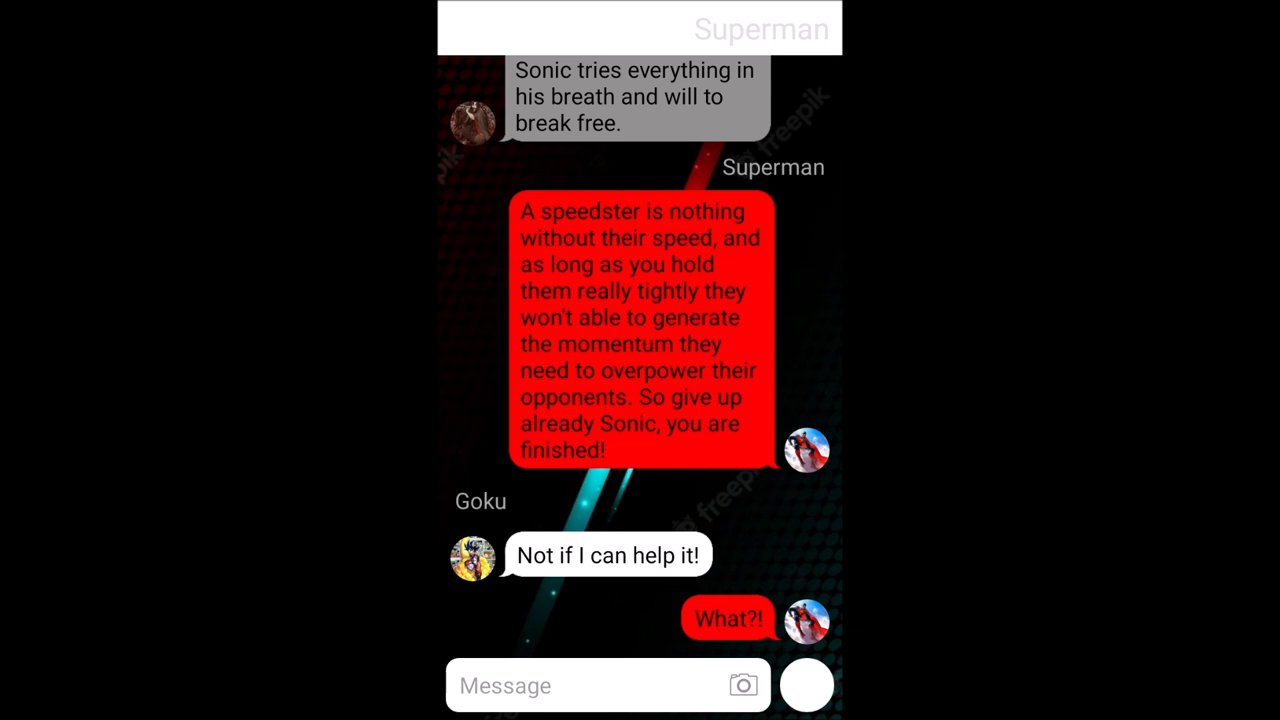 Superman
Sonic tries everything in
his breath and will to
break free.
Superman
A speedster is nothing
without their speed, and
as long as you hold
them really tightly they
won't able to generate
the momentum they
need to overpower their
opponents. So give up
already Sonic, you are
finished!
Goku
Not if I can help it!
What?!
Message
freepik
freepik